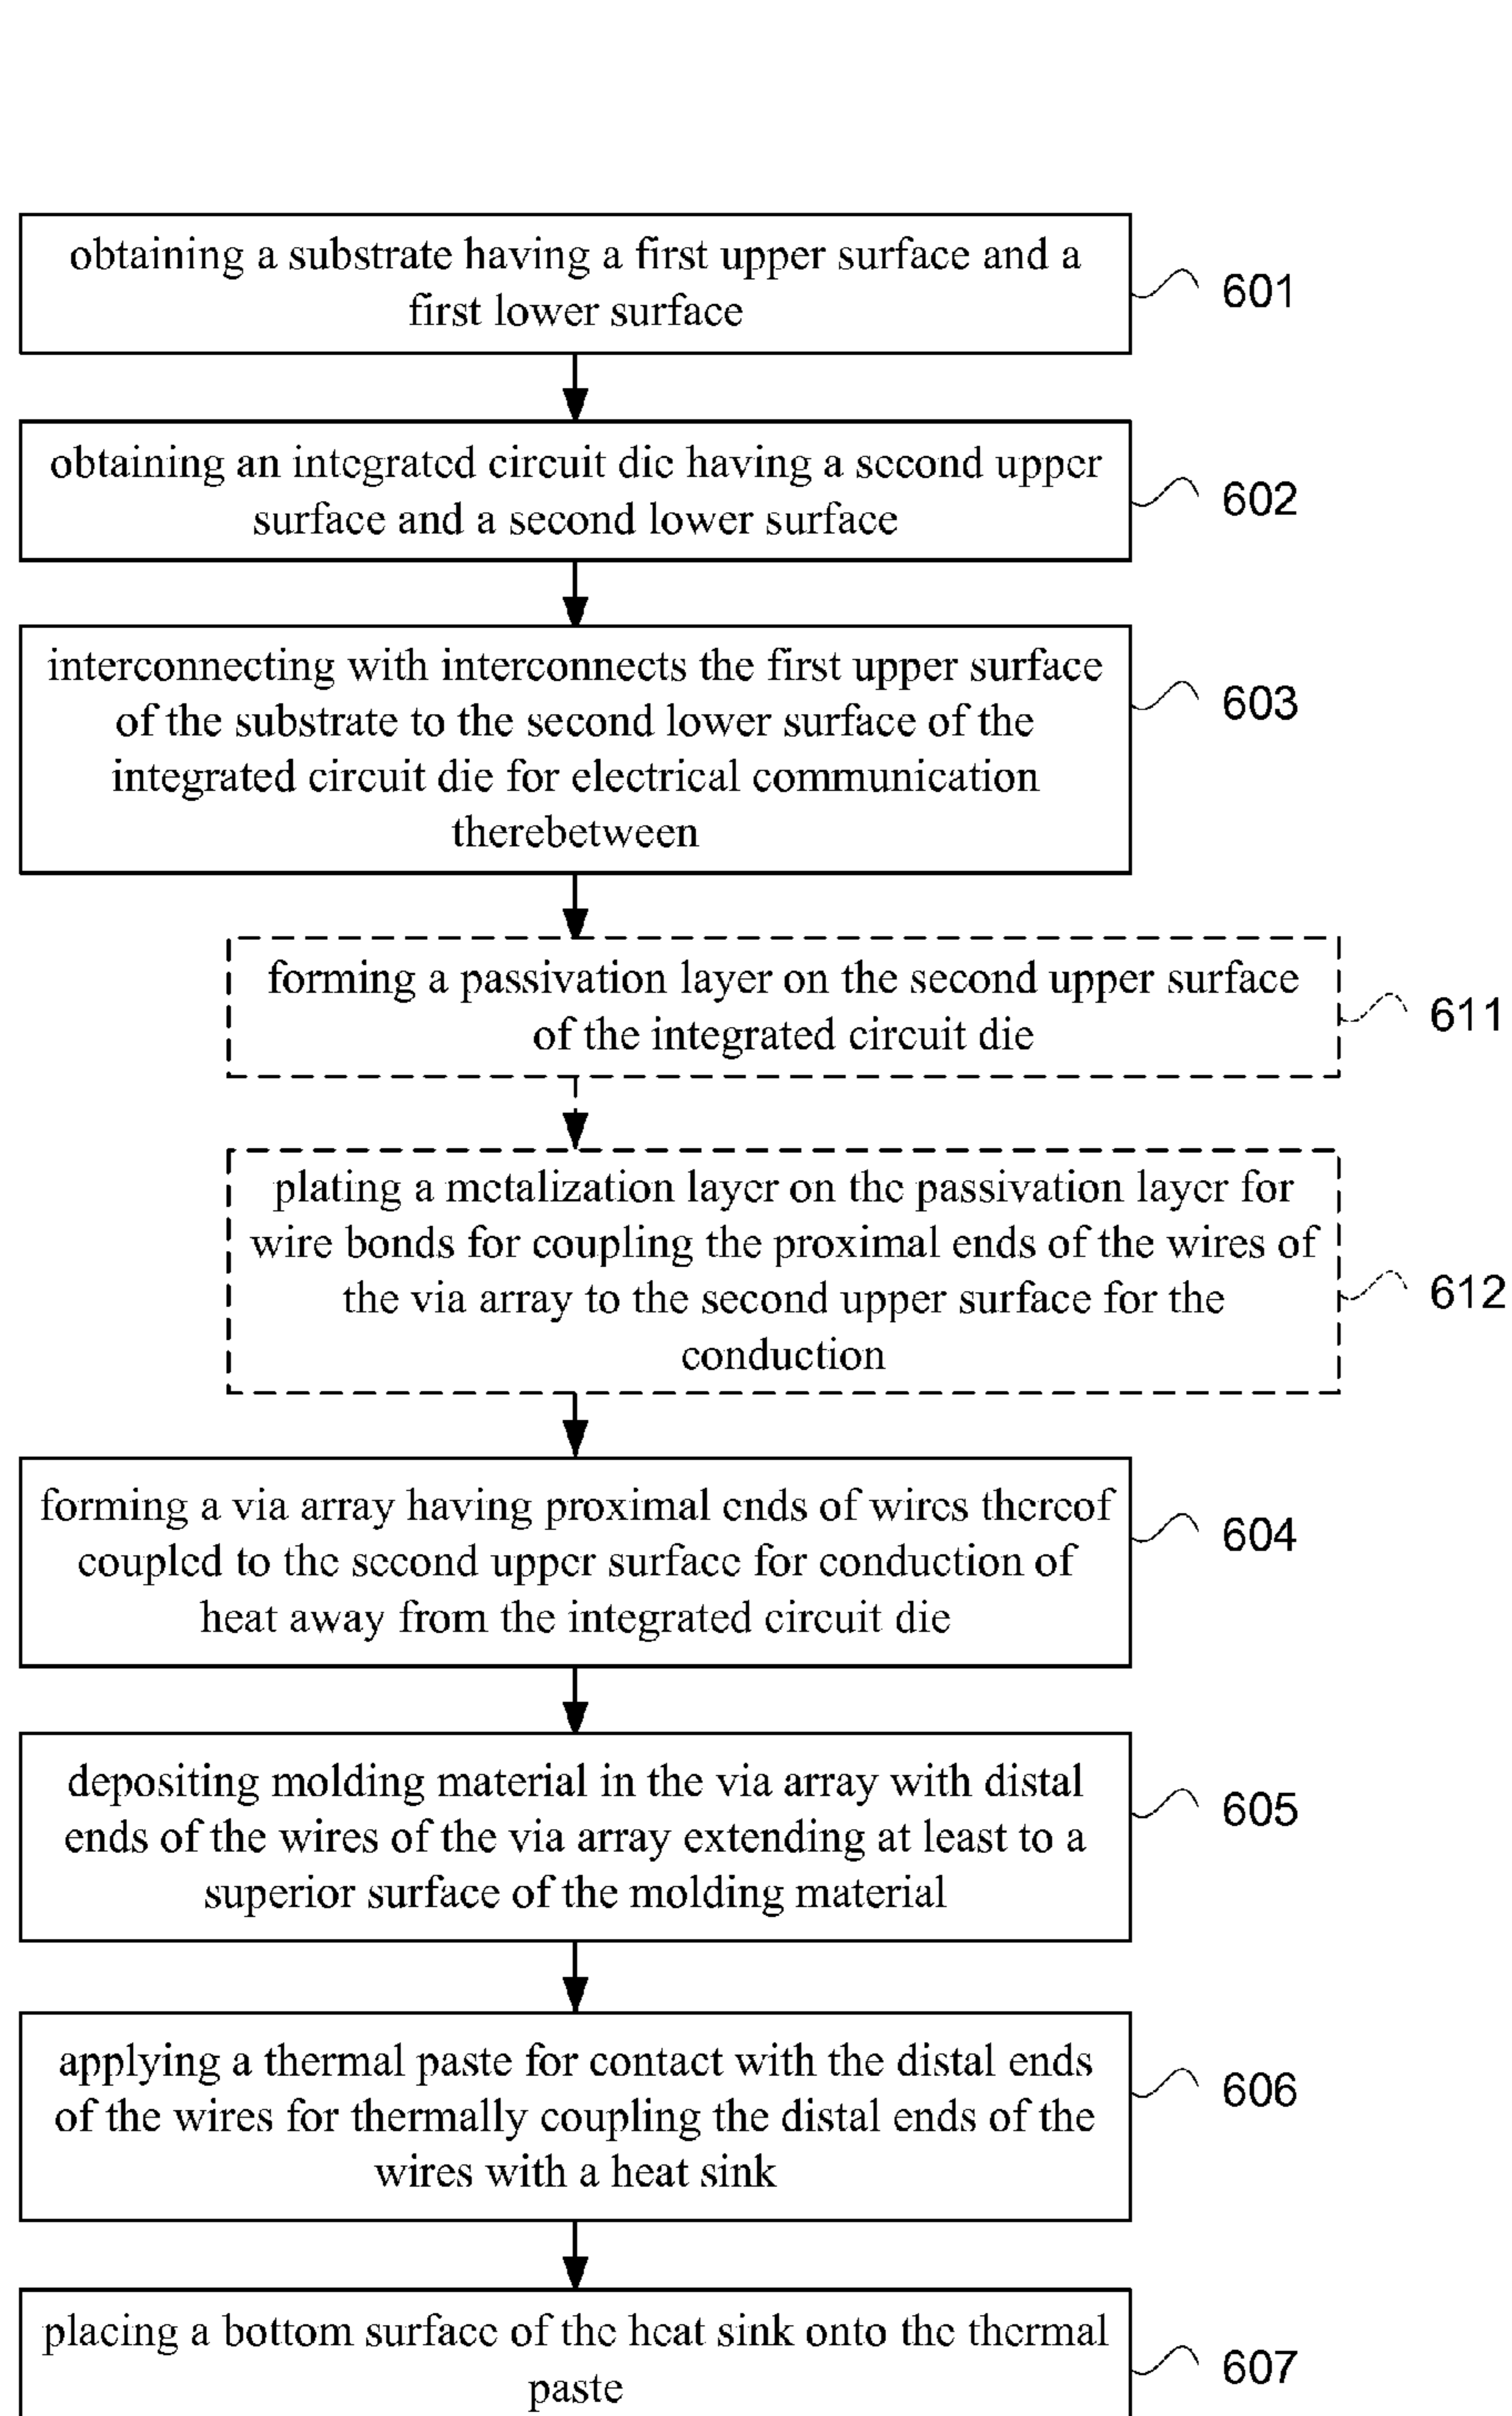 obtaining a substrate having a first upper surface and a
first lower surface
601
obtaining an integrated circuit die having a second upper
surface and a second lower surface
602
interconnecting with interconnects the first upper surface
of the substrate to the second lower surface of the
integrated circuit die for electrical communication
therebetween
603
forming a passivation layer on the second upper surface
of the integrated circuit die
611
plating a metalization layer on the passivation layer for
wire bonds for coupling the proximal ends of the wires of
the via array to the second upper surface for the
conduction
612
forming a via array having proximal ends of wires thereof
coupled to the second upper surface for conduction of
heat away from the integrated circuit die
604
depositing molding material in the via array with distal
ends of the wires of the via array extending at least to a
superior surface of the molding material
605
applying a thermal paste for contact with the distal ends
of the wires for thermally coupling the distal ends of the
wires with a heat sink
606
placing a bottom surface of the heat sink onto the thermal
paste
607